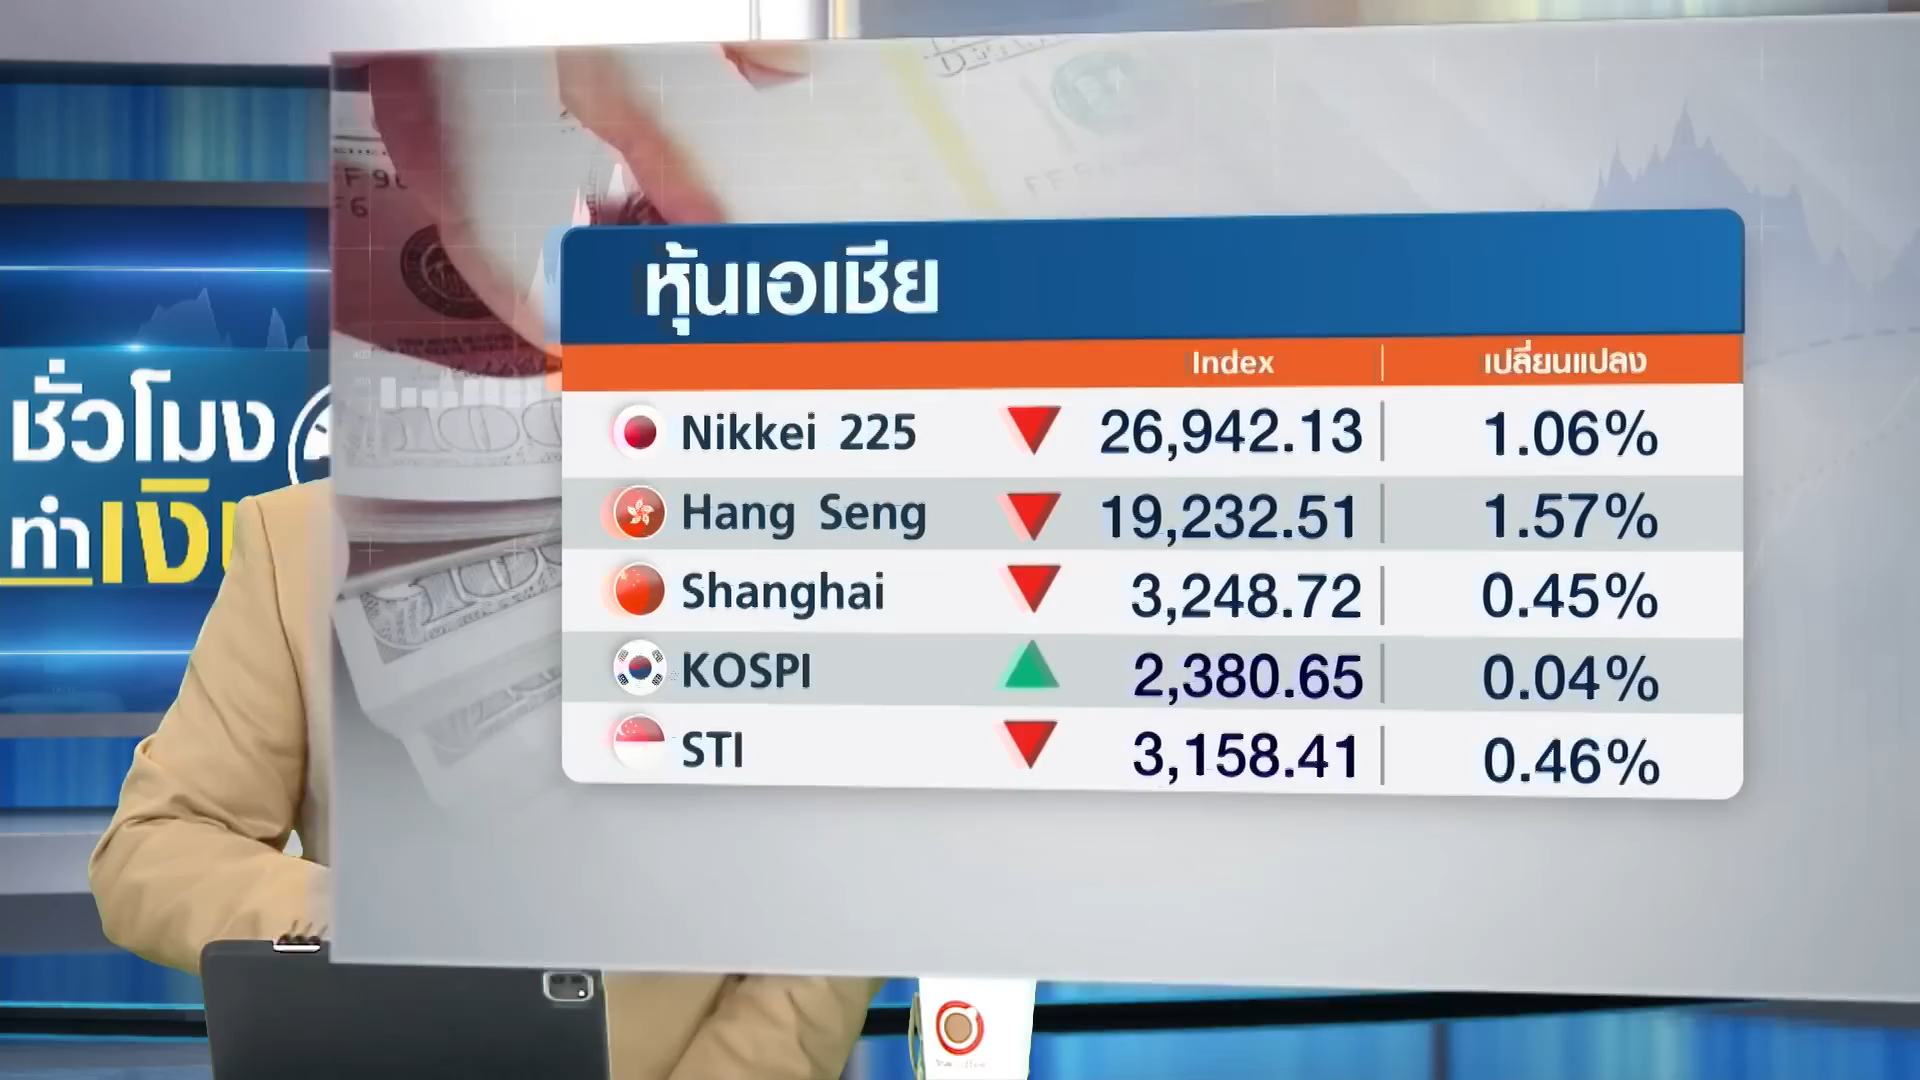 หุ้นเอเชีย
Index เปลี่ยนแปลง
Nikkei 225 26,942.13 1.06%
Hang Seng 19,232.51 1.57%
Shanghai 3,248.72 0.45%
KOSPI 2,380.65 0.04%
STI 3,158.41 0.46%
ชั่วโมง
ทำเงิ